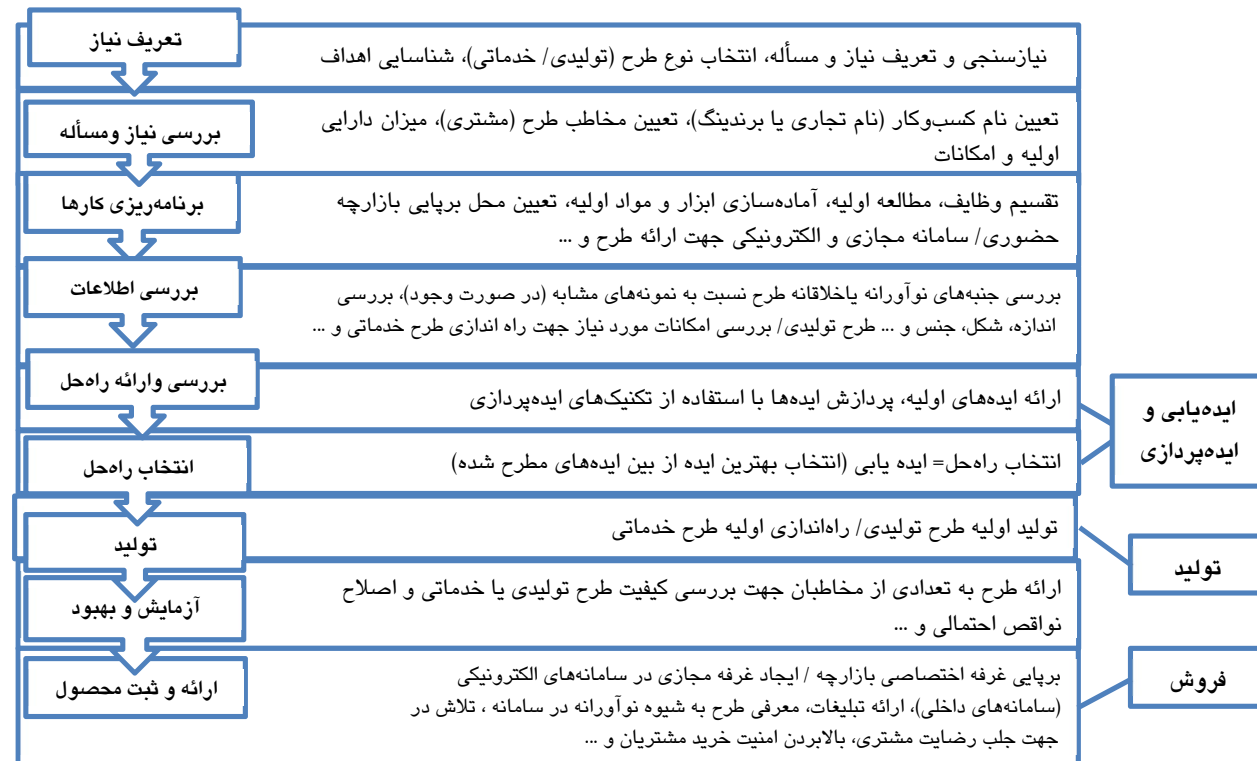 تعریف نیاز
نیازسنجی و تعریف نیاز و مسأله، انتخاب نوع طرح (تولیدی/ خدماتی)، شناسایی اهداف
بررسی نیاز ومسأله
تعیین نام کسب‌وکار (نام تجاری یا برندینگ)، تعیین مخاطب طرح (مشتری)، میزان دارایی
اولیه و امکانات
برنامه‌ریزی کارها
تقسیم وظایف، مطالعه اولیه، آماده‌سازی ابزار و مواد اولیه، تعیین محل برپایی بازارچه
حضوری/ سامانه مجازی و الکترونیکی جهت ارائه طرح و ...
بررسی اطلاعات
بررسی جنبه‌های نوآورانه یاخلاقانه طرح نسبت به نمونه‌های مشابه (در صورت وجود)، بررسی
اندازه، شکل، جنس و ... طرح تولیدی/ بررسی امکانات مورد نیاز جهت راه اندازی طرح خدماتی و ...
بررسی وارائه راه‌حل
ارائه ایده‌های اولیه، پردازش ایده‌ها با استفاده از تکنیک‌های ایده‌پردازی
ایده‌یابی و
ایده‌پردازی
انتخاب راه‌حل
انتخاب راه‌حل= ایده یابی (انتخاب بهترین ایده از بین ایده‌های مطرح شده)
تولید
تولید اولیه طرح تولیدی/ راه‌اندازی اولیه طرح خدماتی
تولید
آزمایش و بهبود
ارائه طرح به تعدادی از مخاطبان جهت بررسی کیفیت طرح تولیدی یا خدماتی و اصلاح
نواقص احتمالی و ...
ارائه و ثبت محصول
برپایی غرفه اختصاصی بازارچه / ایجاد غرفه مجازی در سامانه‌های الکترونیکی
(سامانه‌های داخلی)، ارائه تبلیغات، معرفی طرح به شیوه نوآورانه در سامانه ، تلاش در
جهت جلب رضایت مشتری، بالابردن امنیت خرید مشتریان و ...
فروش